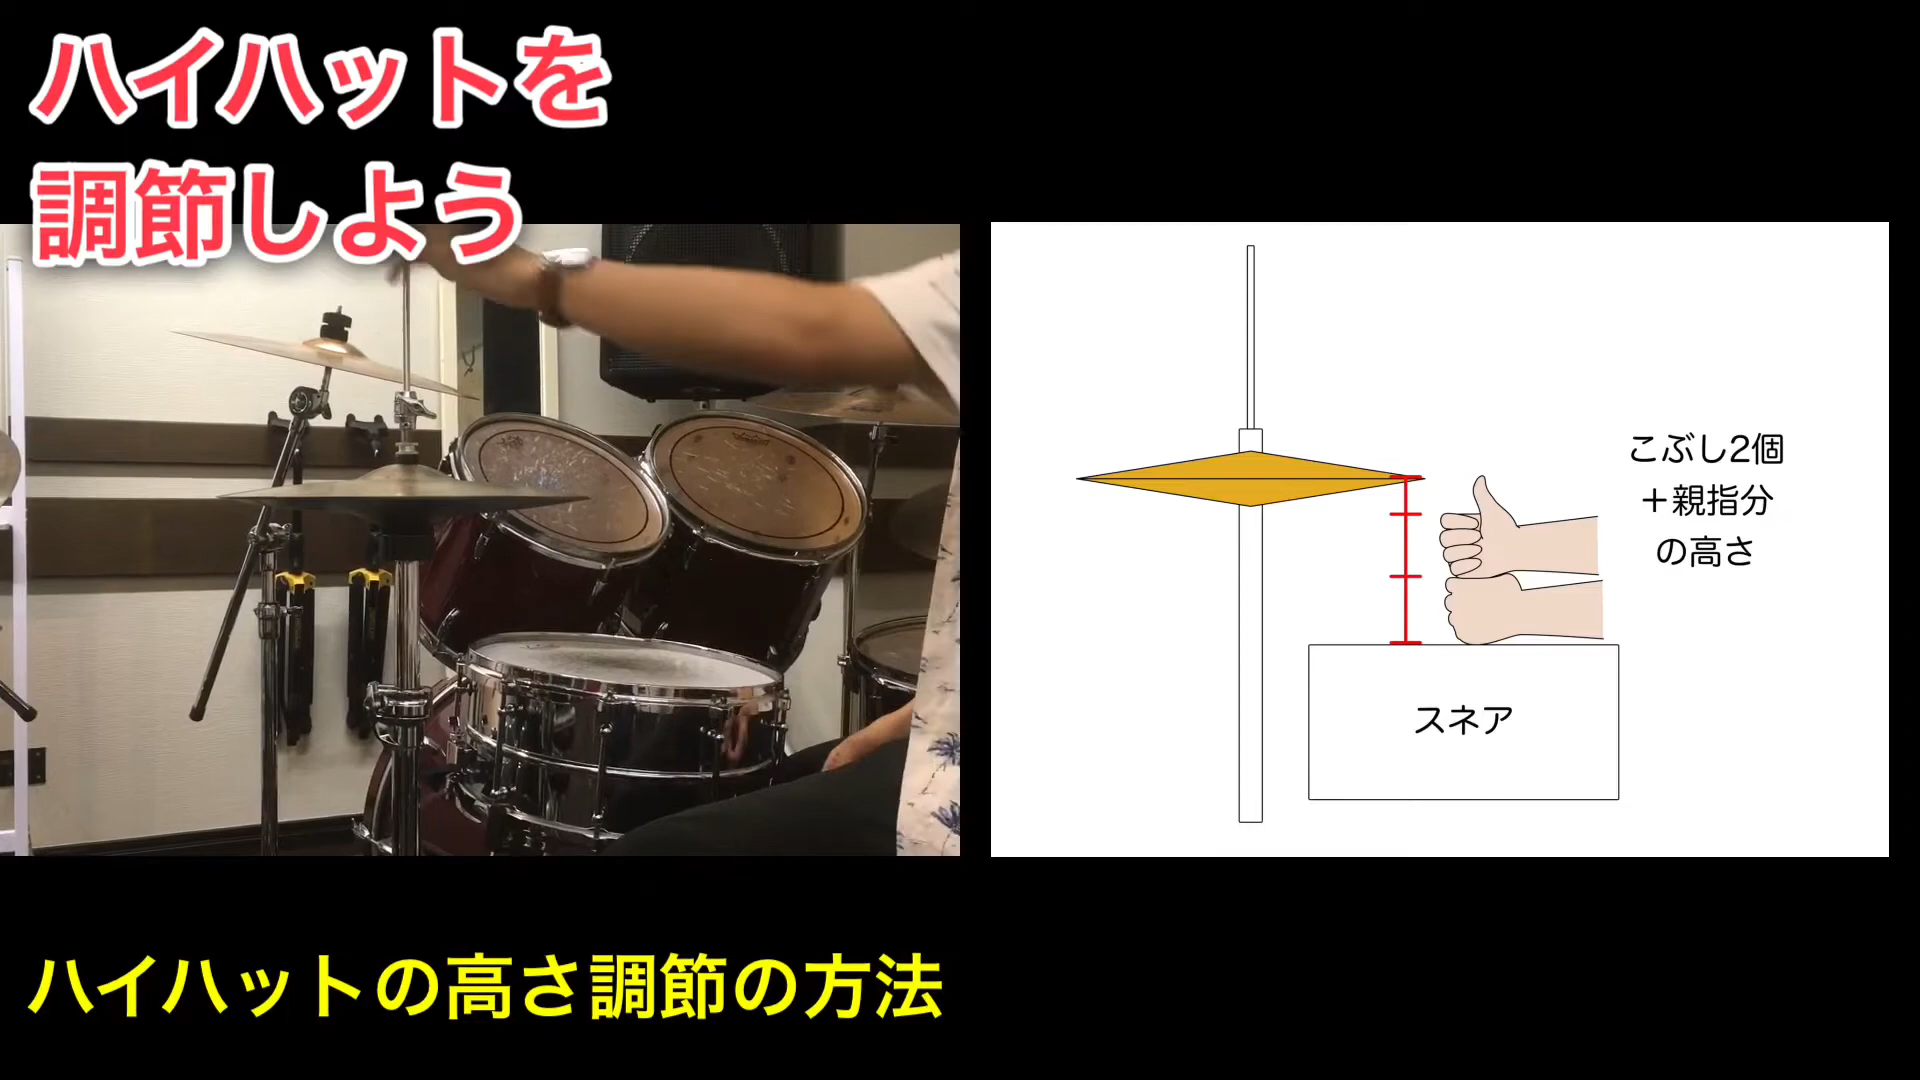 ハイハットを
調節しよう
こぶし2個
＋親指分
の高さ
スネア
ハイハットの高さ調節の方法